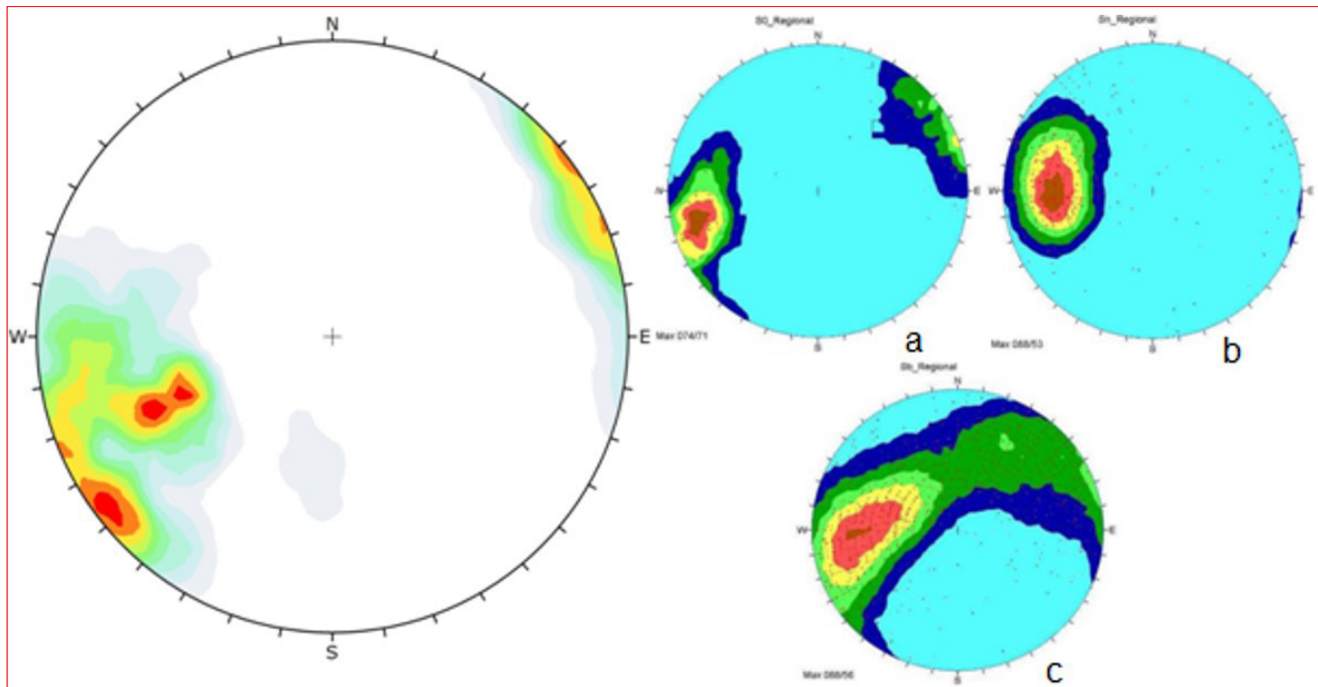 N
W
E
S
S0_Regional
N
E
S
Max 074/71
a
Sn_Regional
N
W
E
S
Max 088/53
b
Sb_Regional
N
W
E
S
Max 088/56
c